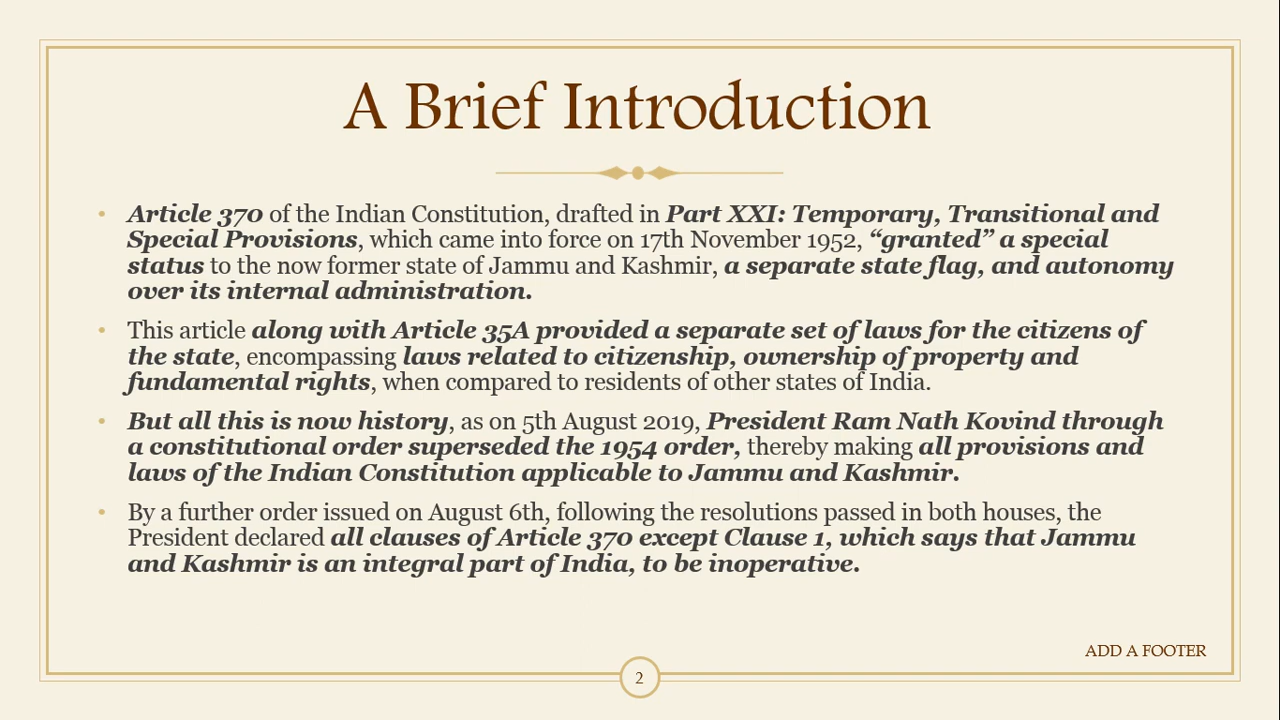 A Brief Introduction
• Article 370 of the Indian Constitution, drafted in Part XXI: Temporary, Transitional and
Special Provisions, which came into force on 17th November 1952, “granted” a special
status to the now former state of Jammu and Kashmir, a separate state flag, and autonomy
over its internal administration.
• This article along with Article 35A provided a separate set of laws for the citizens of
the state, encompassing laws related to citizenship, ownership of property and
fundamental rights, when compared to residents of other states of India.
• But all this is now history, as on 5th August 2019, President Ram Nath Kovind through
a constitutional order superseded the 1954 order, thereby making all provisions and
laws of the Indian Constitution applicable to Jammu and Kashmir.
• By a further order issued on August 6th, following the resolutions passed in both houses, the
President declared all clauses of Article 370 except Clause 1, which says that Jammu
and Kashmir is an integral part of India, to be inoperative.
ADD A FOOTER
2